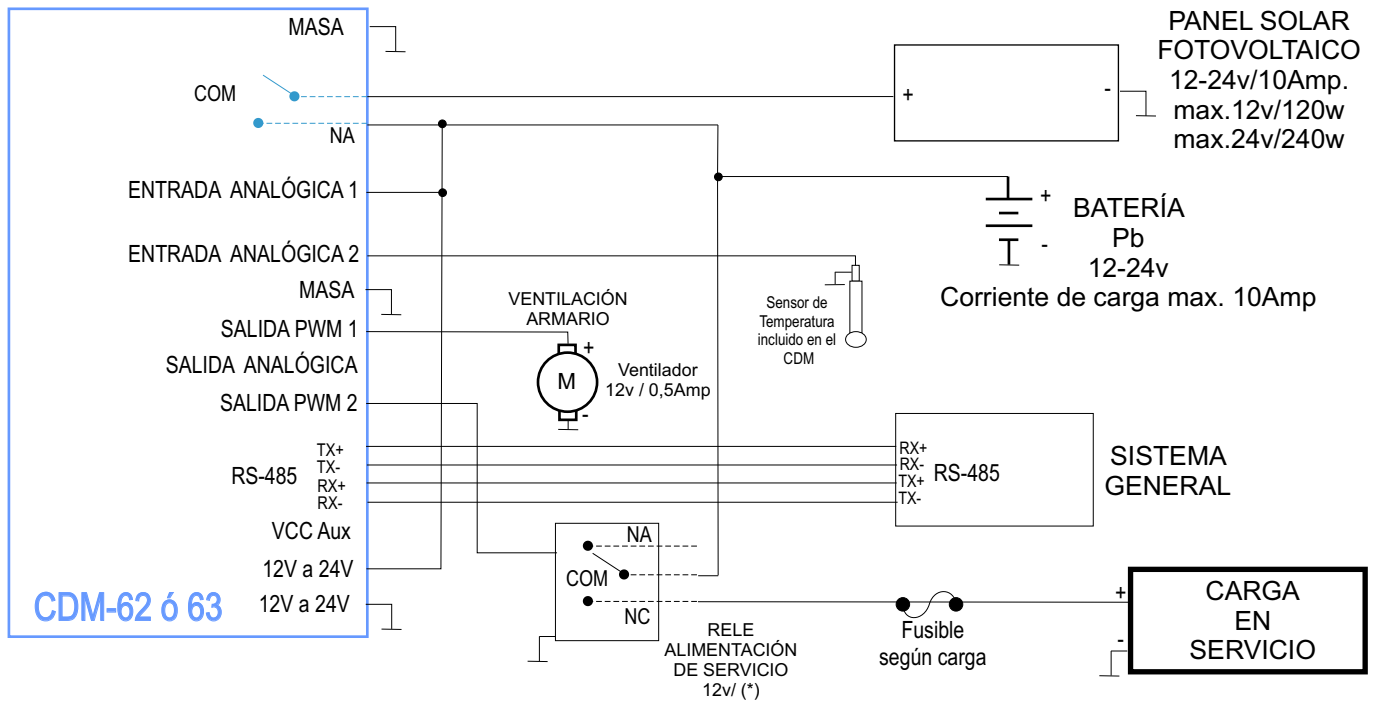 MASA
COM
NA
ENTRADA ANALÓGICA 1
ENTRADA ANALÓGICA 2
MASA
SALIDA PWM 1
SALIDA ANALÓGICA
SALIDA PWM 2
RS-485
TX+
TX-
RX+
RX-
VCC Aux
12V a 24V
12V a 24V
CDM-62 ó 63
+
-
PANEL SOLAR
FOTOVOLTAICO
12-24v/10Amp.
max.12v/120w
max.24v/240w
+
-
BATERÍA
Pb
12-24v
Corriente de carga max. 10Amp
Sensor de
Temperatura
incluido en el
CDM
VENTILACIÓN
ARMARIO
M
+
-
Ventilador
12v / 0,5Amp
RX+
RX-
TX+
TX-
RS-485
SISTEMA
GENERAL
NA
COM
NC
RELE
ALIMENTACIÓN
DE SERVICIO
12v/ (*)
Fusible
según carga
+
-
CARGA
EN
SERVICIO